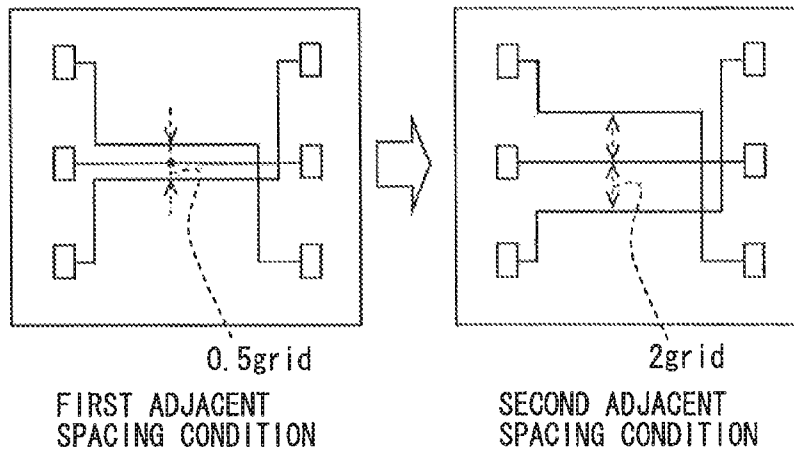 0.5grid
2grid
FIRST ADJACENT
SPACING CONDITION
SECOND ADJACENT
SPACING CONDITION